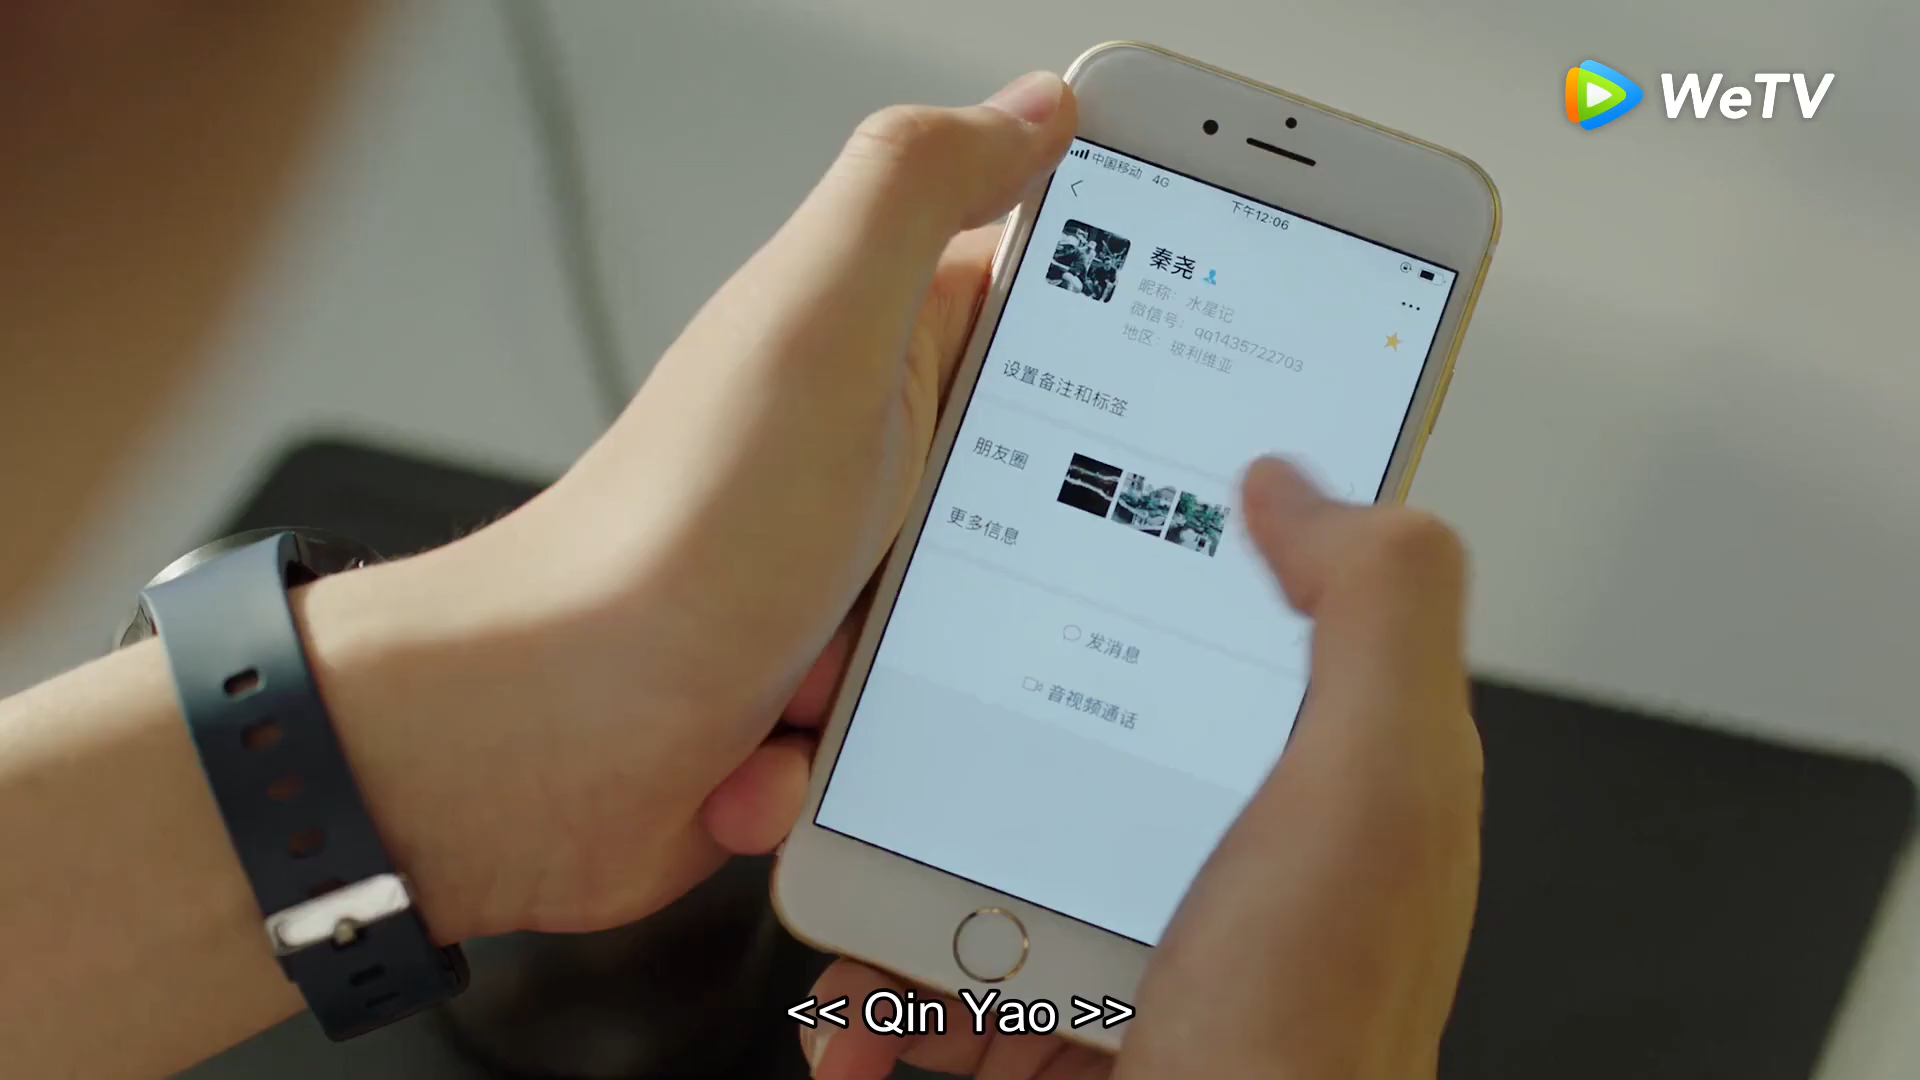 WeTV
中国移动 4G
下午12:06
秦尧
昵称：水星记
微信号：qq1435722703
地区：玻利维亚
设置备注和标签
朋友圈
更多信息
发消息
音视频通话
<< Qin Yao >>